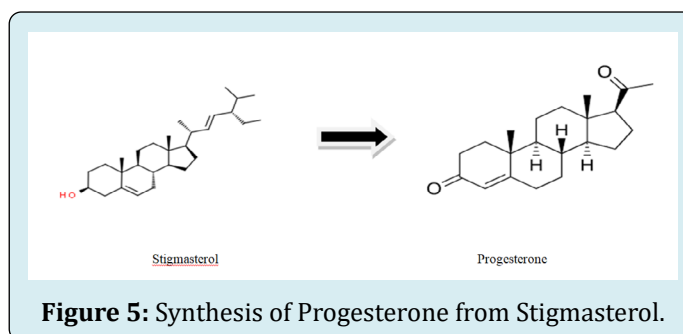 O
H
H
H
O
HO
Stigmasterol
Progesterone
Figure 5: Synthesis of Progesterone from Stigmasterol.